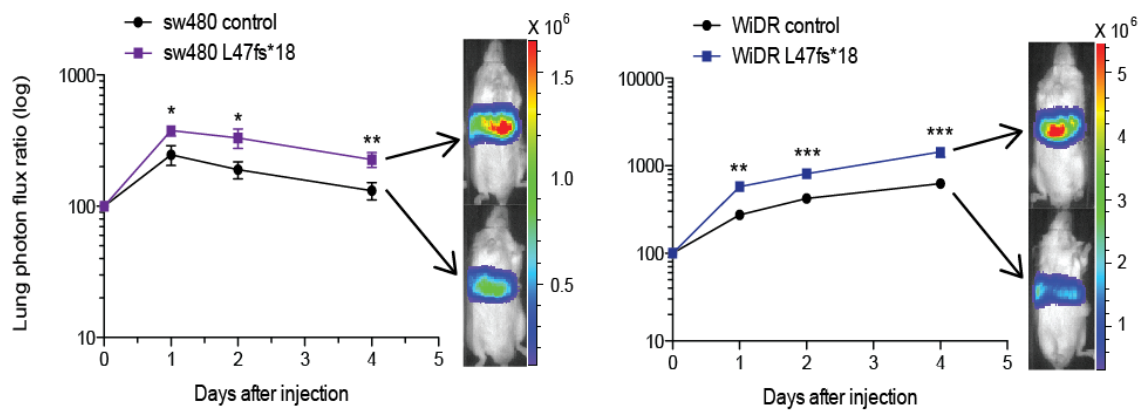 sw480 control
sw480 L47fs*18
X 10⁶
Lung photon flux ratio (log)
1000
100
10
* * **
0 1 2 3 4 5
Days after injection
1.5
1.0
0.5
WiDR control
WiDR L47fs*18
X 10⁶
10000
1000
100
10
** *** ***
0 1 2 3 4 5
Days after injection
5
4
3
2
1